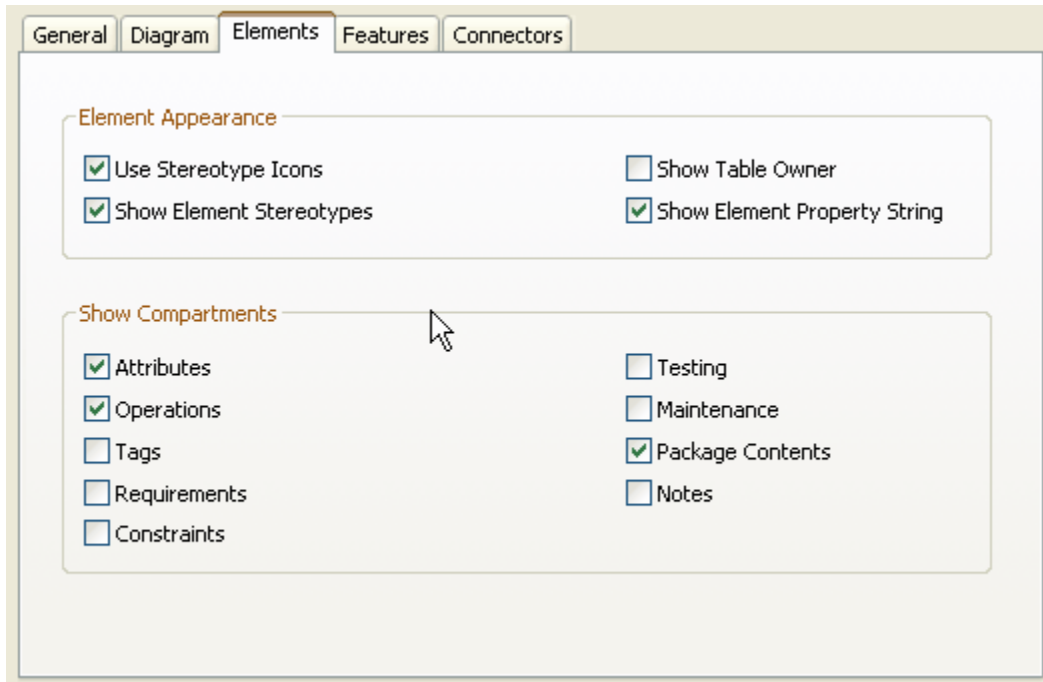 General Diagram Elements Features Connectors
Element Appearance
Use Stereotype Icons Show Table Owner
Show Element Stereotypes Show Element Property String
Show Compartments
Attributes Testing
Operations Maintenance
Tags Package Contents
Requirements Notes
Constraints